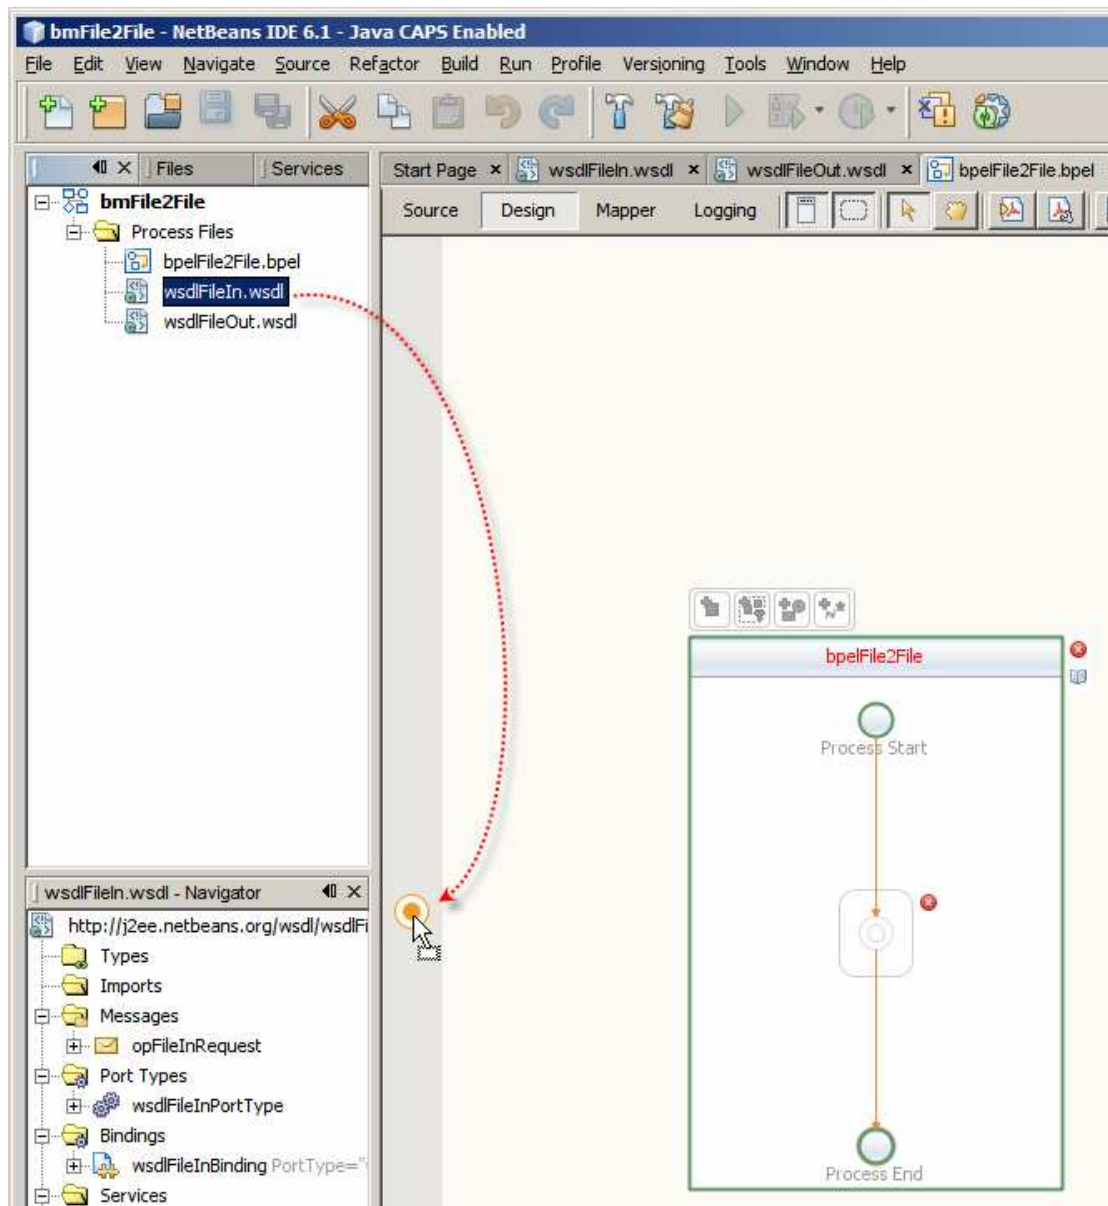 bmFile2File - NetBeans IDE 6.1 - Java CAPS Enabled
File Edit View Navigate Source Refactor Build Run Profile Versioning Tools Window Help
Files Services
Start Page wsdlFileIn.wsdl wsdlFileOut.wsdl bpelFile2File.bpel
Source Design Mapper Logging
bmFile2File
Process Files
bpelFile2File.bpel
wsdlFileIn.wsdl
wsdlFileOut.wsdl
bpelFile2File
Process Start
Process End
wsdlFileIn.wsdl - Navigator
http://j2ee.netbeans.org/wsdl/wsdlFi
Types
Imports
Messages
opFileInRequest
Port Types
wsdlFileInPortType
Bindings
wsdlFileInBinding PortType="
Services